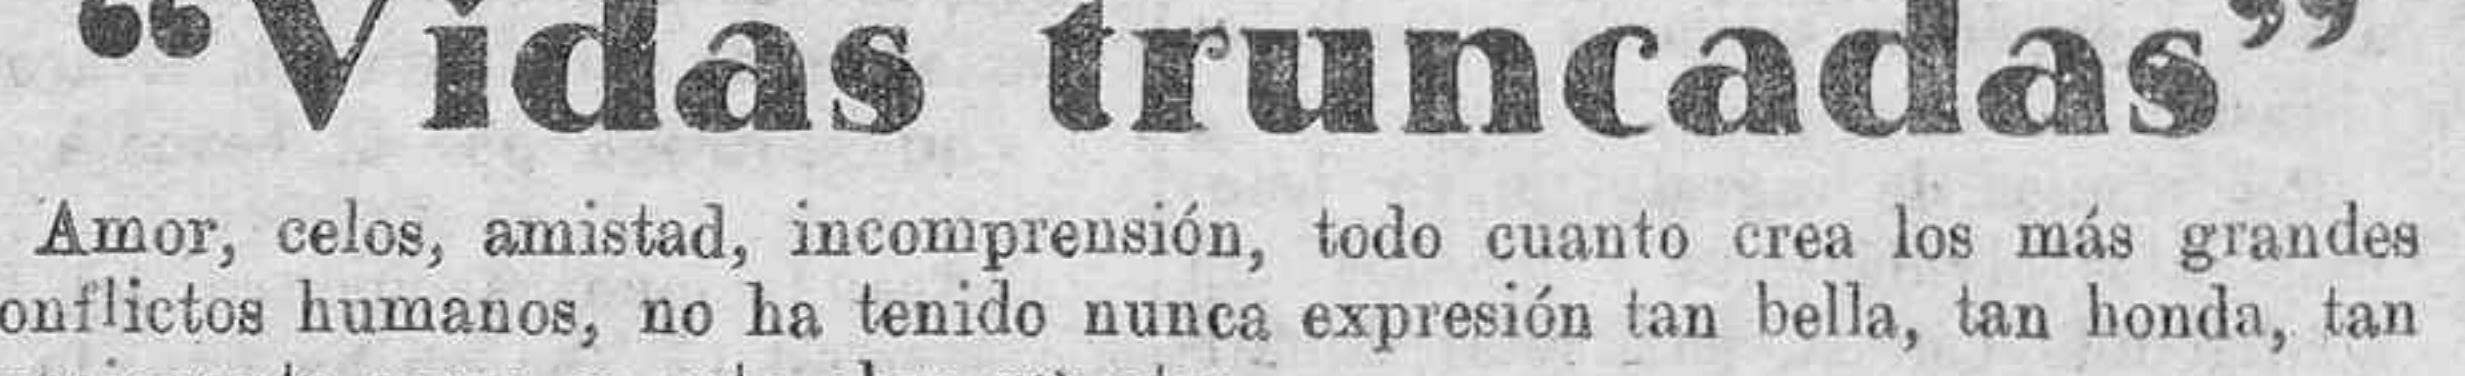 “Vidas truncadas”
Amor, celos, amistad, incomprensión, todo cuanto crea los más grandes
onflictos humanos, no ha tenido nunca expresión tan bella, tan honda, tan